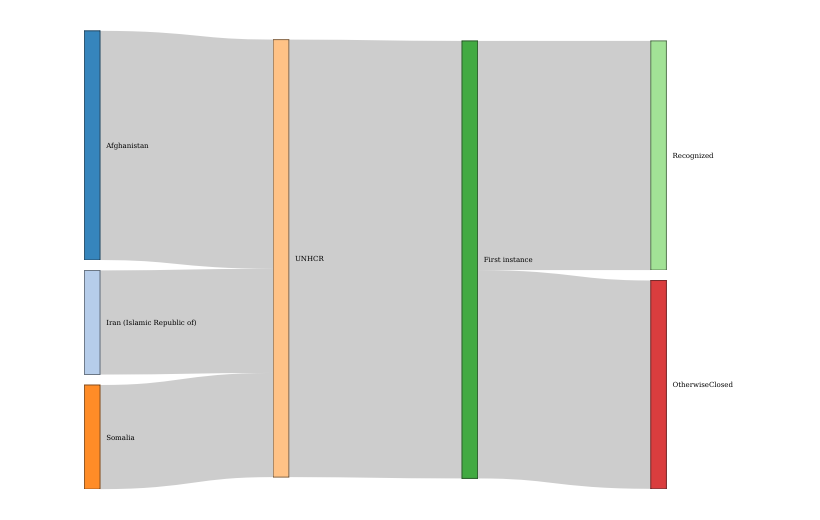 Afghanistan
Iran (Islamic Republic of)
Somalia
UNHCR
First instance
Recognized
OtherwiseClosed